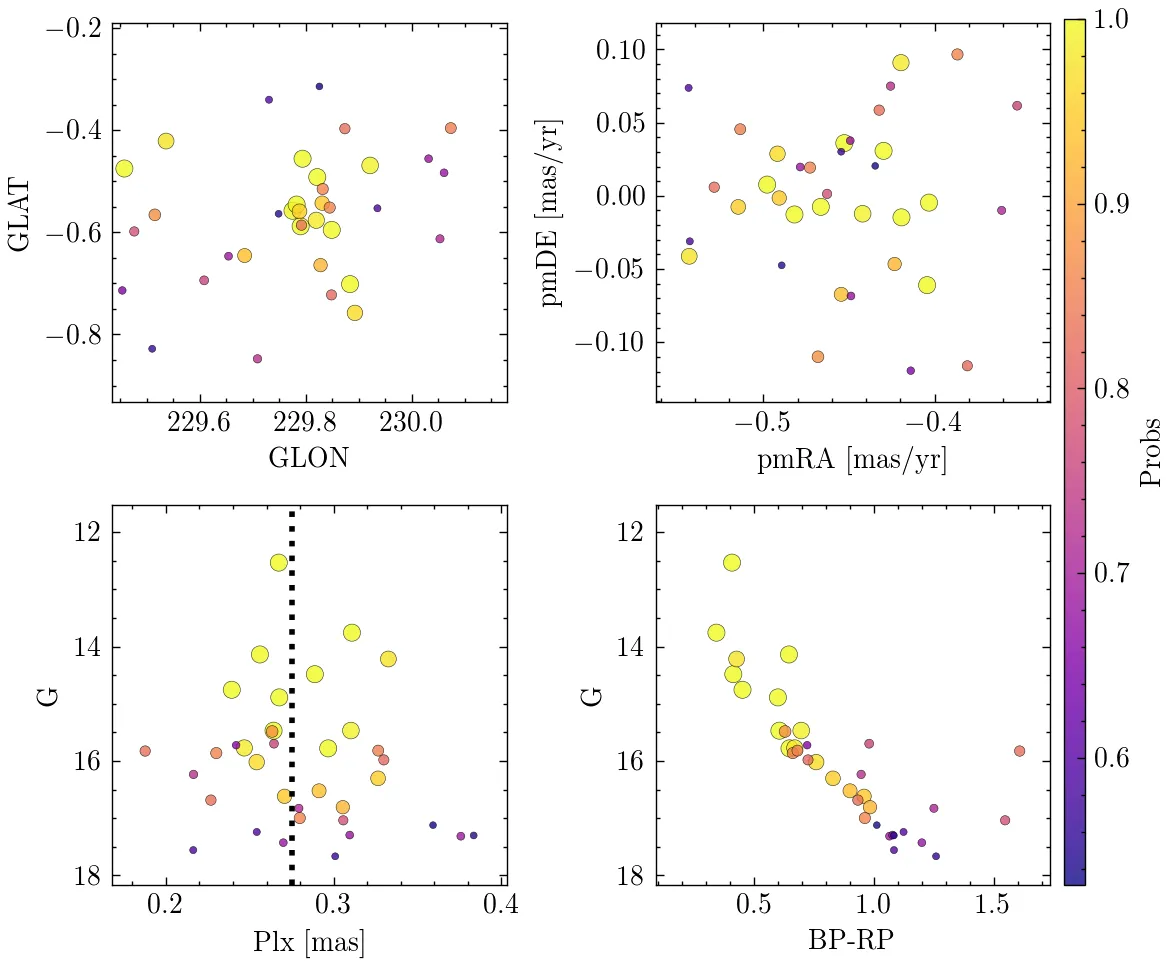 −0.2
−0.4
−0.6
−0.8
GLAT
229.6 229.8 230.0
GLON
0.10
0.05
0.00
−0.05
−0.10
pmDE [mas/yr]
−0.5 −0.4
pmRA [mas/yr]
1.0
0.9
0.8
0.7
0.6
Probs
12
14
16
18
G
0.2 0.3 0.4
Plx [mas]
12
14
16
18
G
0.5 1.0 1.5
BP-RP